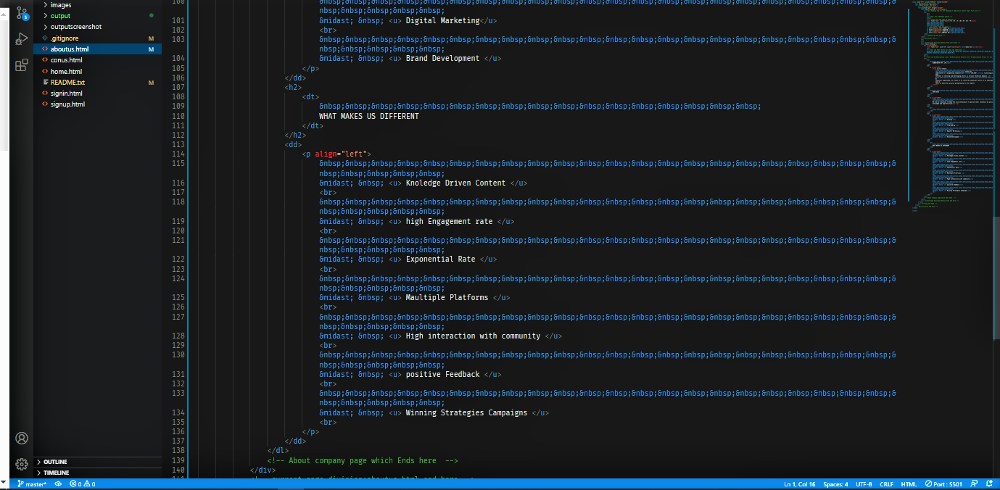 images
output
outputscreenshot
.gitignore M
aboutus.html M
conus.html
home.html
README.txt M
signin.html
signup.html
OUTLINE
TIMELINE
5
100 &nbsp;&nbsp;&nbsp;&nbsp;&nbsp;&nbsp;&nbsp;&nbsp;&nbsp;&nbsp;&nbsp;&nbsp;&nbsp;&nbsp;&nbsp;&nbsp;&nbsp;&nbsp;&nbsp;&nbsp;&nbsp;&nbsp;&
nbsp;&nbsp;&nbsp;&nbsp;&nbsp;
101 &midast; &nbsp; <u> Digital Marketing</u>
102 <br>
103 &nbsp;&nbsp;&nbsp;&nbsp;&nbsp;&nbsp;&nbsp;&nbsp;&nbsp;&nbsp;&nbsp;&nbsp;&nbsp;&nbsp;&nbsp;&nbsp;&nbsp;&nbsp;&nbsp;&nbsp;&nbsp;&nbsp;&
nbsp;&nbsp;&nbsp;&nbsp;&nbsp;
104 &midast; &nbsp; <u> Brand Development </u>
105 </p>
106 </dd>
107 <h2>
108 <dt>
109 &nbsp;&nbsp;&nbsp;&nbsp;&nbsp;&nbsp;&nbsp;&nbsp;&nbsp;&nbsp;&nbsp;&nbsp;&nbsp;&nbsp;&nbsp;&nbsp;&nbsp;
110 WHAT MAKES US DIFFERENT
111 </dt>
112 </h2>
113 <dd>
114 <p align="left">
115 &nbsp;&nbsp;&nbsp;&nbsp;&nbsp;&nbsp;&nbsp;&nbsp;&nbsp;&nbsp;&nbsp;&nbsp;&nbsp;&nbsp;&nbsp;&nbsp;&nbsp;&nbsp;&nbsp;&nbsp;&nbsp;&nbsp;&
nbsp;&nbsp;&nbsp;&nbsp;&nbsp;
116 &midast; &nbsp; <u> Knoledge Driven Content </u>
117 <br>
118 &nbsp;&nbsp;&nbsp;&nbsp;&nbsp;&nbsp;&nbsp;&nbsp;&nbsp;&nbsp;&nbsp;&nbsp;&nbsp;&nbsp;&nbsp;&nbsp;&nbsp;&nbsp;&nbsp;&nbsp;&nbsp;&nbsp;&
nbsp;&nbsp;&nbsp;&nbsp;&nbsp;
119 &midast; &nbsp; <u> high Engagement rate </u>
120 <br>
121 &nbsp;&nbsp;&nbsp;&nbsp;&nbsp;&nbsp;&nbsp;&nbsp;&nbsp;&nbsp;&nbsp;&nbsp;&nbsp;&nbsp;&nbsp;&nbsp;&nbsp;&nbsp;&nbsp;&nbsp;&nbsp;&nbsp;&
nbsp;&nbsp;&nbsp;&nbsp;&nbsp;
122 &midast; &nbsp; <u> Exponential Rate </u>
123 <br>
124 &nbsp;&nbsp;&nbsp;&nbsp;&nbsp;&nbsp;&nbsp;&nbsp;&nbsp;&nbsp;&nbsp;&nbsp;&nbsp;&nbsp;&nbsp;&nbsp;&nbsp;&nbsp;&nbsp;&nbsp;&nbsp;&nbsp;&
nbsp;&nbsp;&nbsp;&nbsp;&nbsp;
125 &midast; &nbsp; <u> Maultiple Platforms </u>
126 <br>
127 &nbsp;&nbsp;&nbsp;&nbsp;&nbsp;&nbsp;&nbsp;&nbsp;&nbsp;&nbsp;&nbsp;&nbsp;&nbsp;&nbsp;&nbsp;&nbsp;&nbsp;&nbsp;&nbsp;&nbsp;&nbsp;&nbsp;&
nbsp;&nbsp;&nbsp;&nbsp;&nbsp;
128 &midast; &nbsp; <u> High interaction with community </u>
129 <br>
130 &nbsp;&nbsp;&nbsp;&nbsp;&nbsp;&nbsp;&nbsp;&nbsp;&nbsp;&nbsp;&nbsp;&nbsp;&nbsp;&nbsp;&nbsp;&nbsp;&nbsp;&nbsp;&nbsp;&nbsp;&nbsp;&nbsp;&
nbsp;&nbsp;&nbsp;&nbsp;&nbsp;
131 &midast; &nbsp; <u> positive Feedback </u>
132 <br>
133 &nbsp;&nbsp;&nbsp;&nbsp;&nbsp;&nbsp;&nbsp;&nbsp;&nbsp;&nbsp;&nbsp;&nbsp;&nbsp;&nbsp;&nbsp;&nbsp;&nbsp;&nbsp;&nbsp;&nbsp;&nbsp;&nbsp;&
nbsp;&nbsp;&nbsp;&nbsp;&nbsp;
134 &midast; &nbsp; <u> Winning Strategies Campaigns </u>
135 <br>
136 </p>
137 </dd>
138 </dl>
139 <!-- About company page which Ends here  -->
140 </div>
master* 0 0 Ln 1, Col 16 Spaces: 4 UTF-8 CRLF HTML Port : 5501